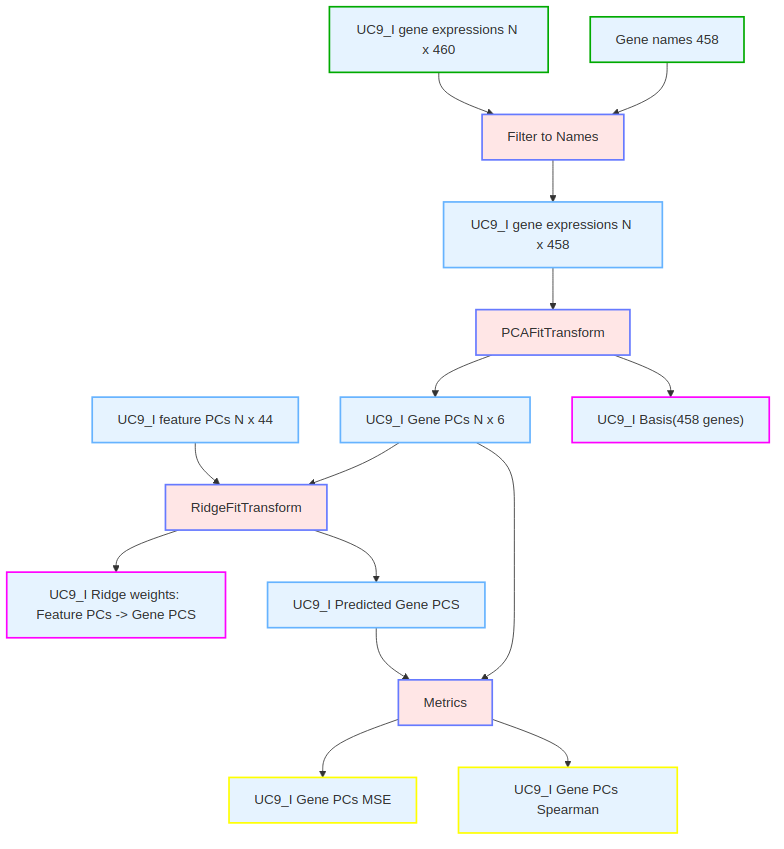 UC9_I gene expressions N
x 460
Gene names 458
Filter to Names
UC9_I gene expressions N
x 458
PCAFitTransform
UC9_I feature PCs N x 44
UC9_I Gene PCs N x 6
UC9_I Basis(458 genes)
RidgeFitTransform
UC9_I Ridge weights:
Feature PCs -> Gene PCS
UC9_I Predicted Gene PCS
Metrics
UC9_I Gene PCs MSE
UC9_I Gene PCs
Spearman